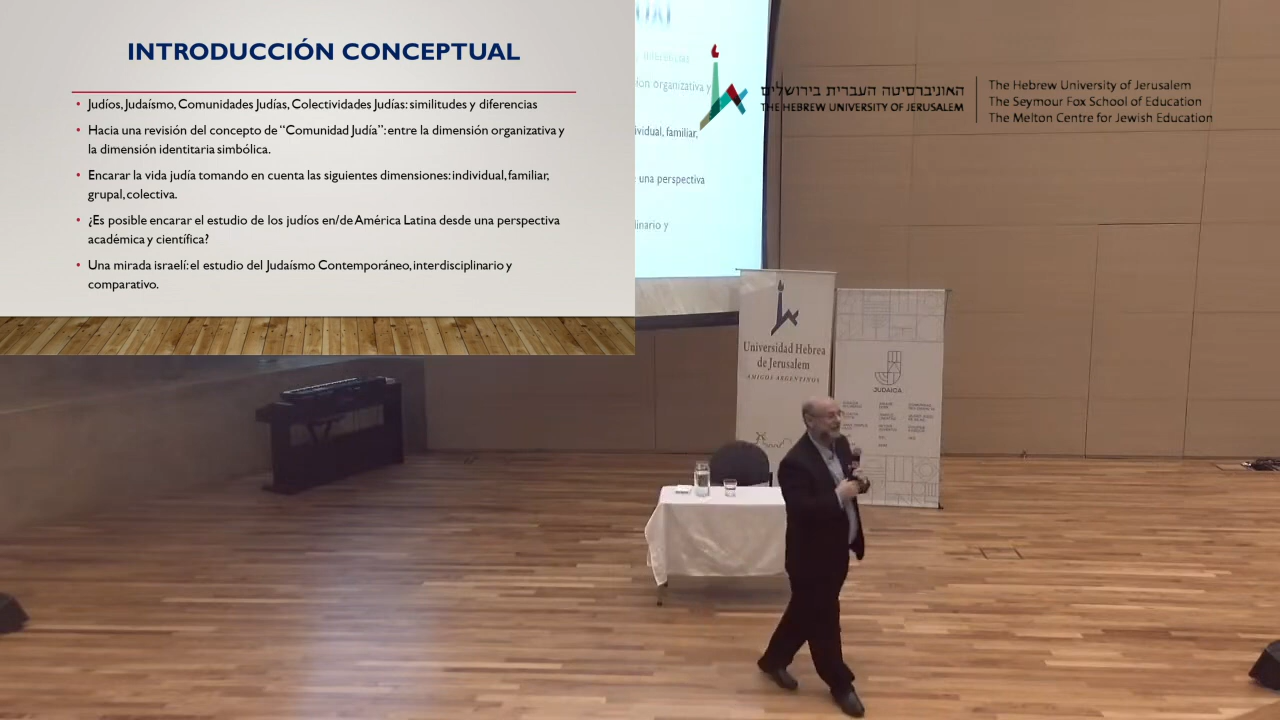 INTRODUCCIÓN CONCEPTUAL
• Judíos, Judaísmo, Comunidades Judías, Colectividades Judías: similitudes y diferencias
• Hacia una revisión del concepto de “Comunidad Judía”: entre la dimensión organizativa y
la dimensión identitaria simbólica.
• Encarar la vida judía tomando en cuenta las siguientes dimensiones: individual, familiar,
grupal, colectiva.
• ¿Es posible encarar el estudio de los judíos en/de América Latina desde una perspectiva
académica y científica?
• Una mirada israelí: el estudio del Judaísmo Contemporáneo, interdisciplinario y
comparativo.
organizativa y
familiar,
una perspectiva
linario y
האוניברסיטה העברית בירושלים
THE HEBREW UNIVERSITY OF JERUSALEM
The Hebrew University of Jerusalem
The Seymour Fox School of Education
The Melton Centre for Jewish Education
Universidad Hebrea
de Jerusalem
AMIGOS ARGENTINOS
JUDAICA